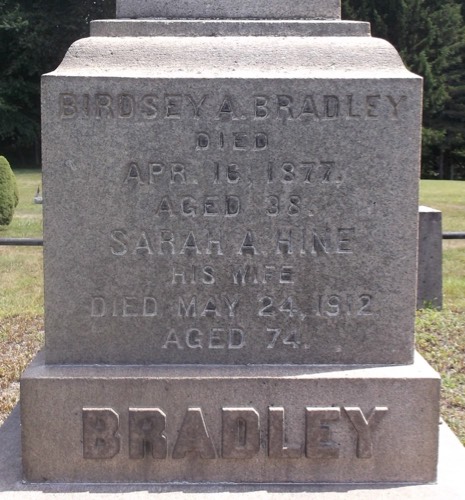 BIRDSEY A. BRADLEY
DIED
APR. 16, 1877.
AGED 38.
SARAH A. HINE
HIS WIFE
DIED MAY 24, 1912
AGED 74.
BRADLEY